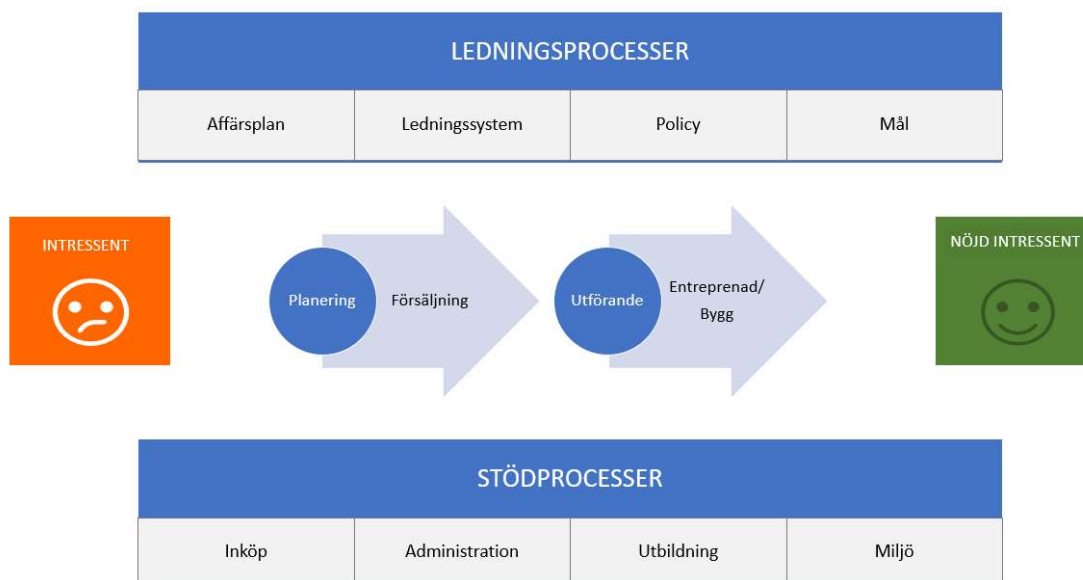 LEDNINGSPROCESSER
Affärsplan
Ledningssystem
Policy
Mål
INTRESSENT
Planering
Försäljning
Utförande
Entreprenad/
Bygg
NÖJD INTRESSENT
STÖDPROCESSER
Inköp
Administration
Utbildning
Miljö